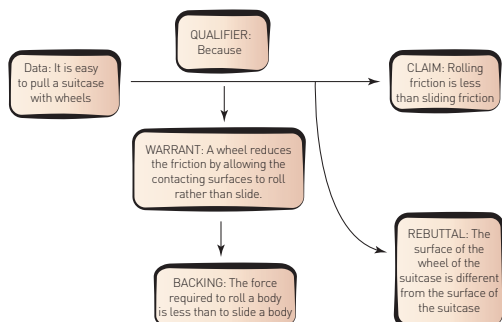 QUALIFIER:
Because
Data: It is easy
to pull a suitcase
with wheels
CLAIM: Rolling
friction is less
than sliding friction
WARRANT: A wheel reduces
the friction by allowing the
contacting surfaces to roll
rather than slide.
REBUTTAL: The
surface of the
wheel of the
suitcase is different
from the surface of
the suitcase
BACKING: The force
required to roll a body
is less than to slide a body